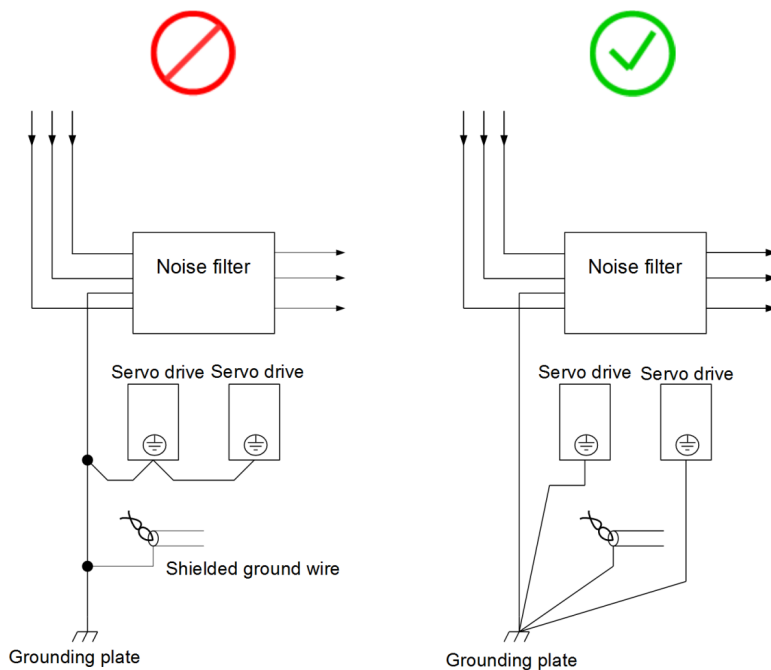 Noise filter
Servo drive
Servo drive
Shielded ground wire
Grounding plate
Noise filter
Servo drive
Servo drive
Grounding plate